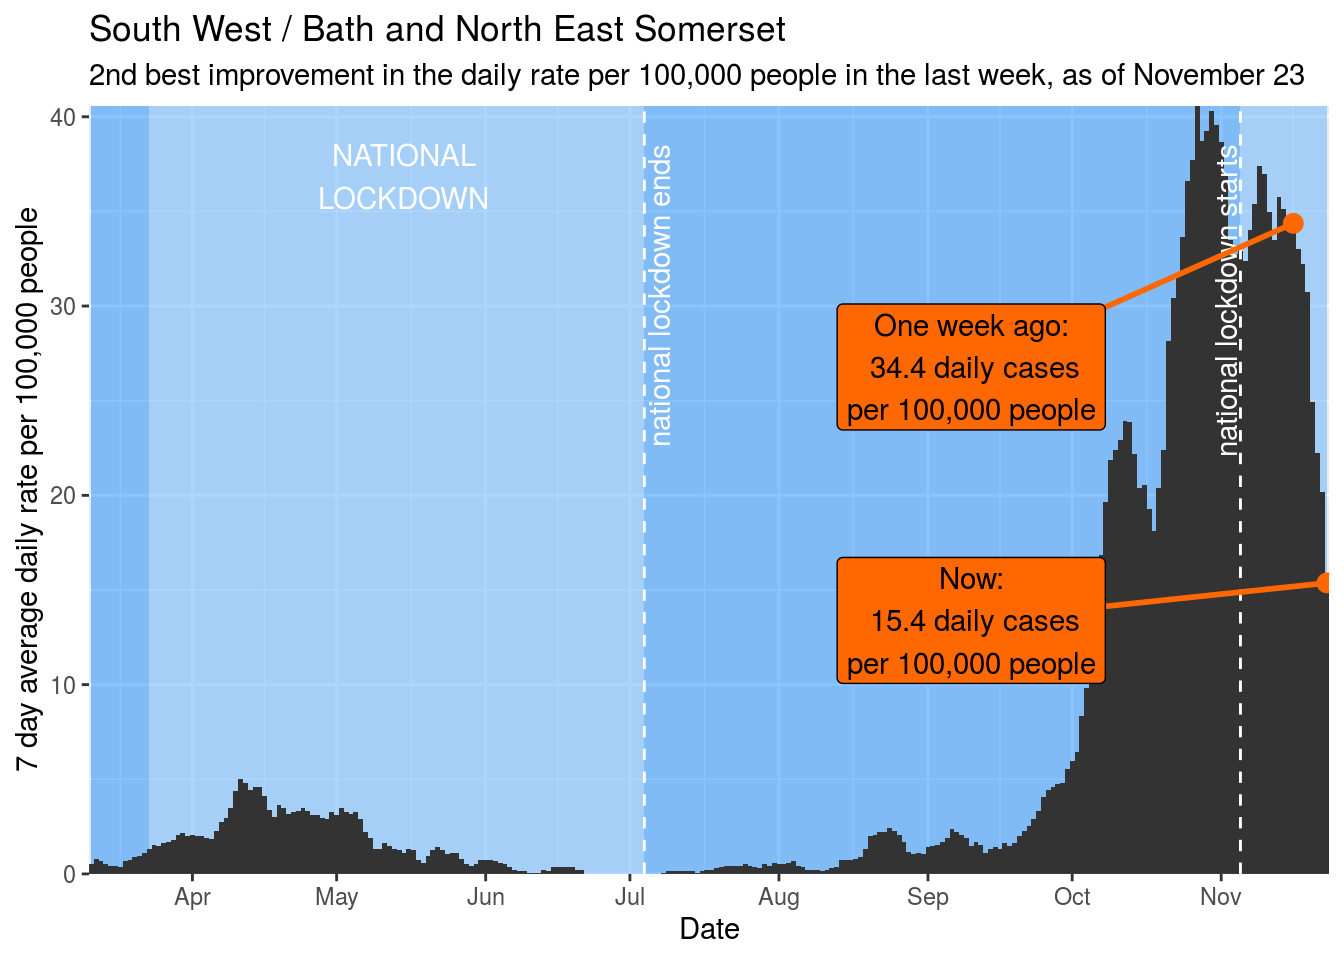 South West / Bath and North East Somerset
2nd best improvement in the daily rate per 100,000 people in the last week, as of November 23
7 day average daily rate per 100,000 people
40
30
20
10
0
NATIONAL
LOCKDOWN
national lockdown ends
national lockdown starts
One week ago:
34.4 daily cases
per 100,000 people
Now:
15.4 daily cases
per 100,000 people
Apr May Jun Jul Aug Sep Oct Nov
Date